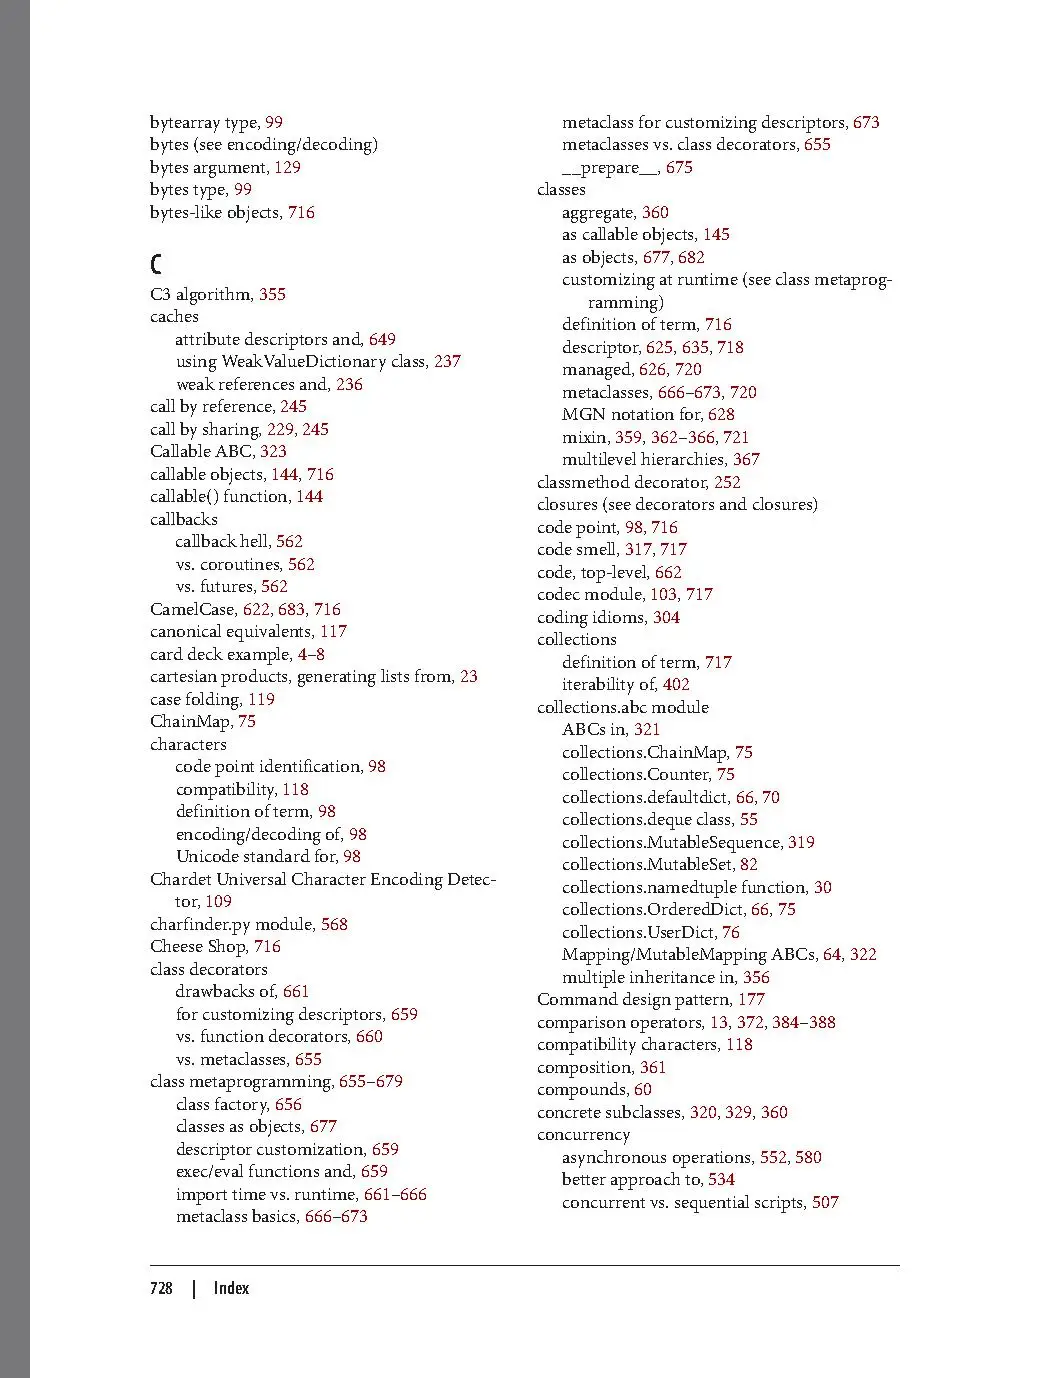 bytearray type, 99
bytes (see encoding/decoding)
bytes argument, 129
bytes type, 99
bytes-like objects, 716
C
C3 algorithm, 355
caches
attribute descriptors and, 649
using WeakValueDictionary class, 237
weak references and, 236
call by reference, 245
call by sharing, 229, 245
Callable ABC, 323
callable objects, 144, 716
callable() function, 144
callbacks
callback hell, 562
vs. coroutines, 562
vs. futures, 562
CamelCase, 622, 683, 716
canonical equivalents, 117
card deck example, 4–8
cartesian products, generating lists from, 23
case folding, 119
ChainMap, 75
characters
code point identification, 98
compatibility, 118
definition of term, 98
encoding/decoding of, 98
Unicode standard for, 98
Chardet Universal Character Encoding Detec-
tor, 109
charfinder.py module, 568
Cheese Shop, 716
class decorators
drawbacks of, 661
for customizing descriptors, 659
vs. function decorators, 660
vs. metaclasses, 655
class metaprogramming, 655–679
class factory, 656
classes as objects, 677
descriptor customization, 659
exec/eval functions and, 659
import time vs. runtime, 661–666
metaclass basics, 666–673
metaclass for customizing descriptors, 673
metaclasses vs. class decorators, 655
__prepare__, 675
classes
aggregate, 360
as callable objects, 145
as objects, 677, 682
customizing at runtime (see class metaprog-
ramming)
definition of term, 716
descriptor, 625, 635, 718
managed, 626, 720
metaclasses, 666–673, 720
MGN notation for, 628
mixin, 359, 362–366, 721
multilevel hierarchies, 367
classmethod decorator, 252
closures (see decorators and closures)
code point, 98, 716
code smell, 317, 717
code, top-level, 662
codec module, 103, 717
coding idioms, 304
collections
definition of term, 717
iterability of, 402
collections.abc module
ABCs in, 321
collections.ChainMap, 75
collections.Counter, 75
collections.defaultdict, 66, 70
collections.deque class, 55
collections.MutableSequence, 319
collections.MutableSet, 82
collections.namedtuple function, 30
collections.OrderedDict, 66, 75
collections.UserDict, 76
Mapping/MutableMapping ABCs, 64, 322
multiple inheritance in, 356
Command design pattern, 177
comparison operators, 13, 372, 384–388
compatibility characters, 118
composition, 361
compounds, 60
concrete subclasses, 320, 329, 360
concurrency
asynchronous operations, 552, 580
better approach to, 534
concurrent vs. sequential scripts, 507
728 | Index